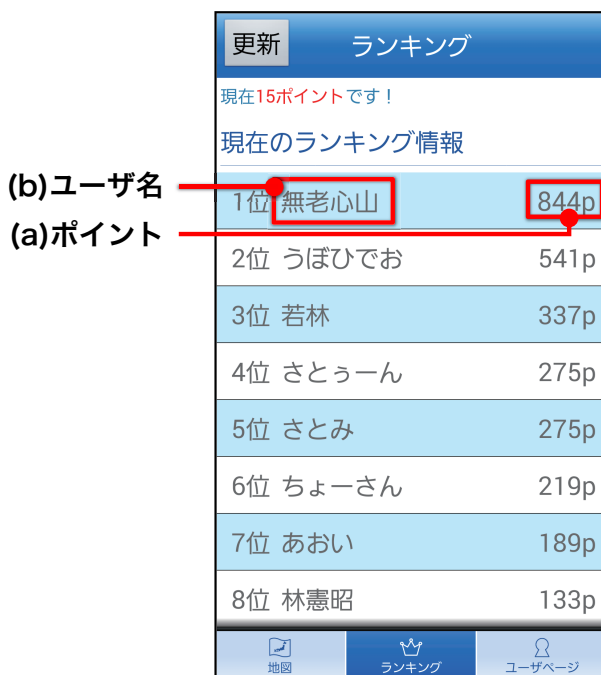 更新 ランキング
現在15ポイントです！
現在のランキング情報
(b)ユーザ名
(a)ポイント
1位 無老心山 844p
2位 うぼひでお 541p
3位 若林 337p
4位 さとぅーん 275p
5位 さとみ 275p
6位 ちょーさん 219p
7位 あおい 189p
8位 林憲昭 133p
地図 ランキング ユーザページ